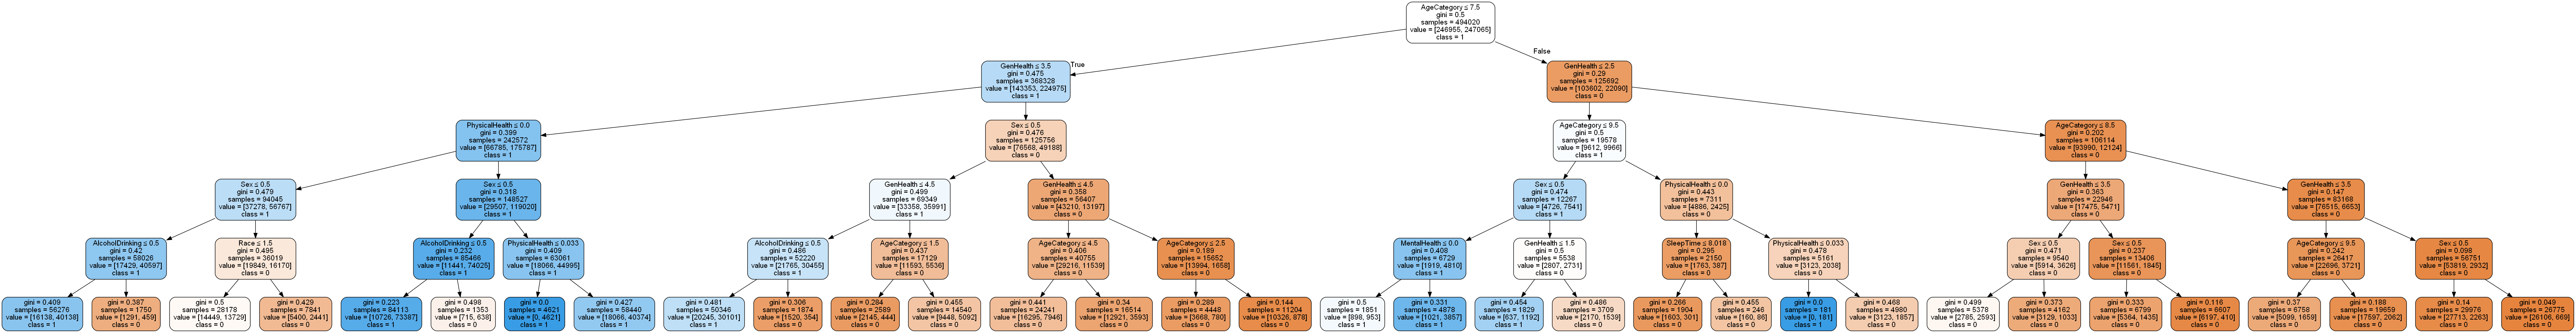 AgeCategory ≤ 7.5
gini = 0.5
samples = 494020
value = [246955, 247065]
class = 1
True
False
GenHealth ≤ 3.5
gini = 0.475
samples = 368328
value = [143353, 224975]
class = 1
GenHealth ≤ 2.5
gini = 0.29
samples = 125692
value = [103602, 22090]
class = 0
PhysicalHealth ≤ 0.0
gini = 0.399
samples = 242572
value = [66785, 175787]
class = 1
Sex ≤ 0.5
gini = 0.476
samples = 125756
value = [76568, 49188]
class = 0
AgeCategory ≤ 9.5
gini = 0.5
samples = 19578
value = [9612, 9966]
class = 1
AgeCategory ≤ 8.5
gini = 0.202
samples = 106114
value = [93990, 12124]
class = 0
Sex ≤ 0.5
gini = 0.479
samples = 94045
value = [37278, 56767]
class = 1
Sex ≤ 0.5
gini = 0.318
samples = 148527
value = [29507, 119020]
class = 1
GenHealth ≤ 4.5
gini = 0.499
samples = 69349
value = [33358, 35991]
class = 1
GenHealth ≤ 4.5
gini = 0.358
samples = 56407
value = [43210, 13197]
class = 0
Sex ≤ 0.5
gini = 0.474
samples = 12267
value = [4726, 7541]
class = 1
PhysicalHealth ≤ 0.0
gini = 0.443
samples = 7311
value = [4886, 2425]
class = 0
GenHealth ≤ 3.5
gini = 0.363
samples = 22946
value = [17475, 5471]
class = 0
GenHealth ≤ 3.5
gini = 0.147
samples = 83168
value = [76515, 6653]
class = 0
AlcoholDrinking ≤ 0.5
gini = 0.42
samples = 58026
value = [17429, 40597]
class = 1
Race ≤ 1.5
gini = 0.495
samples = 36019
value = [19849, 16170]
class = 0
AlcoholDrinking ≤ 0.5
gini = 0.232
samples = 85466
value = [11441, 74025]
class = 1
PhysicalHealth ≤ 0.033
gini = 0.409
samples = 63061
value = [18066, 44995]
class = 1
AlcoholDrinking ≤ 0.5
gini = 0.486
samples = 52220
value = [21765, 30455]
class = 1
AgeCategory ≤ 1.5
gini = 0.437
samples = 17129
value = [11593, 5536]
class = 0
AgeCategory ≤ 4.5
gini = 0.406
samples = 40755
value = [29216, 11539]
class = 0
AgeCategory ≤ 2.5
gini = 0.189
samples = 15652
value = [13994, 1658]
class = 0
MentalHealth ≤ 0.0
gini = 0.408
samples = 6729
value = [1919, 4810]
class = 1
GenHealth ≤ 1.5
gini = 0.5
samples = 5538
value = [2807, 2731]
class = 0
SleepTime ≤ 8.018
gini = 0.295
samples = 2150
value = [1763, 387]
class = 0
PhysicalHealth ≤ 0.033
gini = 0.478
samples = 5161
value = [3123, 2038]
class = 0
Sex ≤ 0.5
gini = 0.471
samples = 9540
value = [5914, 3626]
class = 0
Sex ≤ 0.5
gini = 0.237
samples = 13406
value = [11561, 1845]
class = 0
AgeCategory ≤ 9.5
gini = 0.242
samples = 26417
value = [22696, 3721]
class = 0
Sex ≤ 0.5
gini = 0.098
samples = 56751
value = [53819, 2932]
class = 0
gini = 0.409
samples = 56276
value = [16138, 40138]
class = 1
gini = 0.387
samples = 1750
value = [1291, 459]
class = 0
gini = 0.5
samples = 28178
value = [14449, 13729]
class = 0
gini = 0.429
samples = 7841
value = [5400, 2441]
class = 0
gini = 0.223
samples = 84113
value = [10726, 73387]
class = 1
gini = 0.498
samples = 1353
value = [715, 638]
class = 0
gini = 0.0
samples = 4621
value = [0, 4621]
class = 1
gini = 0.427
samples = 58440
value = [18066, 40374]
class = 1
gini = 0.481
samples = 50346
value = [20245, 30101]
class = 1
gini = 0.306
samples = 1874
value = [1520, 354]
class = 0
gini = 0.284
samples = 2589
value = [2145, 444]
class = 0
gini = 0.455
samples = 14540
value = [9448, 5092]
class = 0
gini = 0.441
samples = 24241
value = [16295, 7946]
class = 0
gini = 0.34
samples = 16514
value = [12921, 3593]
class = 0
gini = 0.289
samples = 4448
value = [3668, 780]
class = 0
gini = 0.144
samples = 11204
value = [10326, 878]
class = 0
gini = 0.5
samples = 1851
value = [898, 953]
class = 1
gini = 0.331
samples = 4878
value = [1021, 3857]
class = 1
gini = 0.454
samples = 1829
value = [637, 1192]
class = 1
gini = 0.486
samples = 3709
value = [2170, 1539]
class = 0
gini = 0.266
samples = 1904
value = [1603, 301]
class = 0
gini = 0.455
samples = 246
value = [160, 86]
class = 0
gini = 0.0
samples = 181
value = [0, 181]
class = 1
gini = 0.468
samples = 4980
value = [3123, 1857]
class = 0
gini = 0.499
samples = 5378
value = [2785, 2593]
class = 0
gini = 0.373
samples = 4162
value = [3129, 1033]
class = 0
gini = 0.333
samples = 6799
value = [5364, 1435]
class = 0
gini = 0.116
samples = 6607
value = [6197, 410]
class = 0
gini = 0.37
samples = 6758
value = [5099, 1659]
class = 0
gini = 0.188
samples = 19659
value = [17597, 2062]
class = 0
gini = 0.14
samples = 29976
value = [27713, 2263]
class = 0
gini = 0.049
samples = 26775
value = [26106, 669]
class = 0